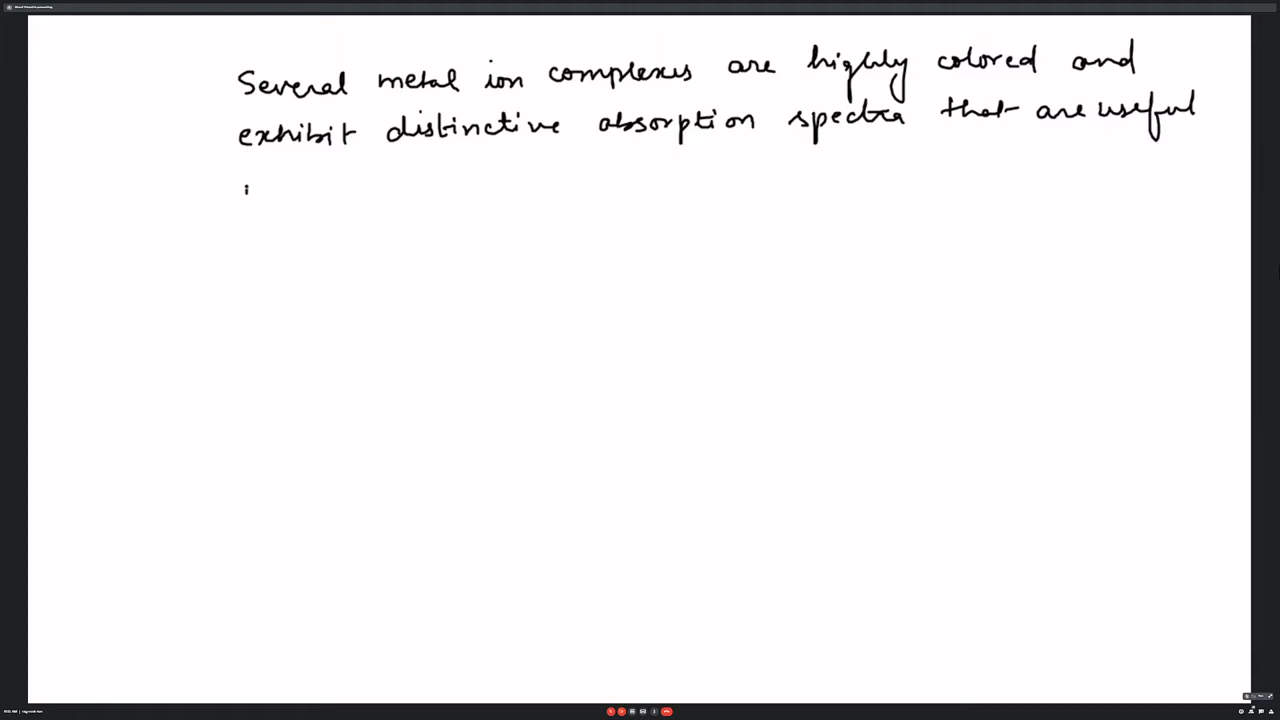 Several metal ion complexes are highly colored and
exhibit distinctive absorption spectra that are useful
i